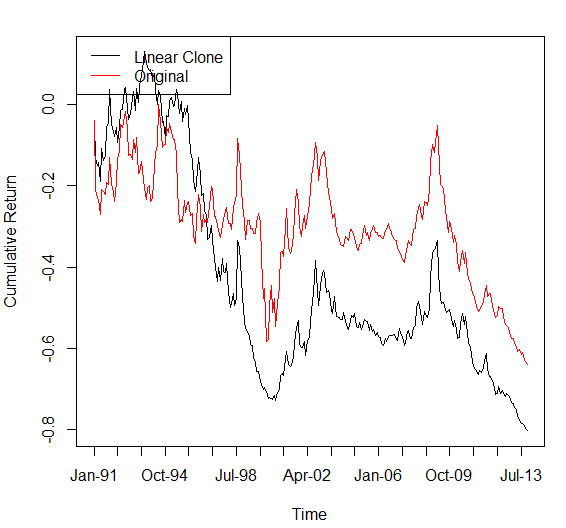 Linear Clone
Original
Cumulative Return
0.0
-0.2
-0.4
-0.6
-0.8
Jan-91 Oct-94 Jul-98 Apr-02 Jan-06 Oct-09 Jul-13
Time